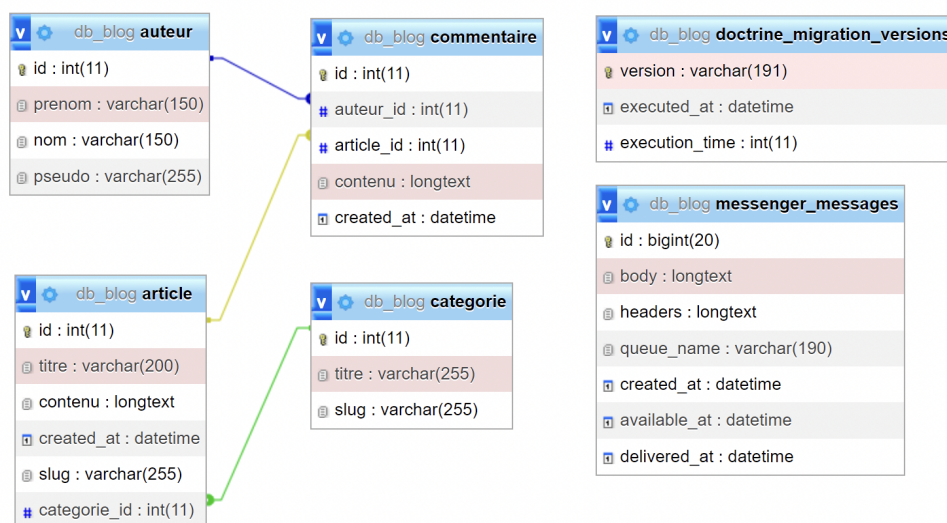 db_blog auteur
id : int(11)
prenom : varchar(150)
nom : varchar(150)
pseudo : varchar(255)
db_blog commentaire
id : int(11)
auteur_id : int(11)
article_id : int(11)
contenu : longtext
created_at : datetime
db_blog doctrine_migration_versions
version : varchar(191)
executed_at : datetime
execution_time : int(11)
db_blog article
id : int(11)
titre : varchar(200)
contenu : longtext
created_at : datetime
slug : varchar(255)
categorie_id : int(11)
db_blog categorie
id : int(11)
titre : varchar(255)
slug : varchar(255)
db_blog messenger_messages
id : bigint(20)
body : longtext
headers : longtext
queue_name : varchar(190)
created_at : datetime
available_at : datetime
delivered_at : datetime